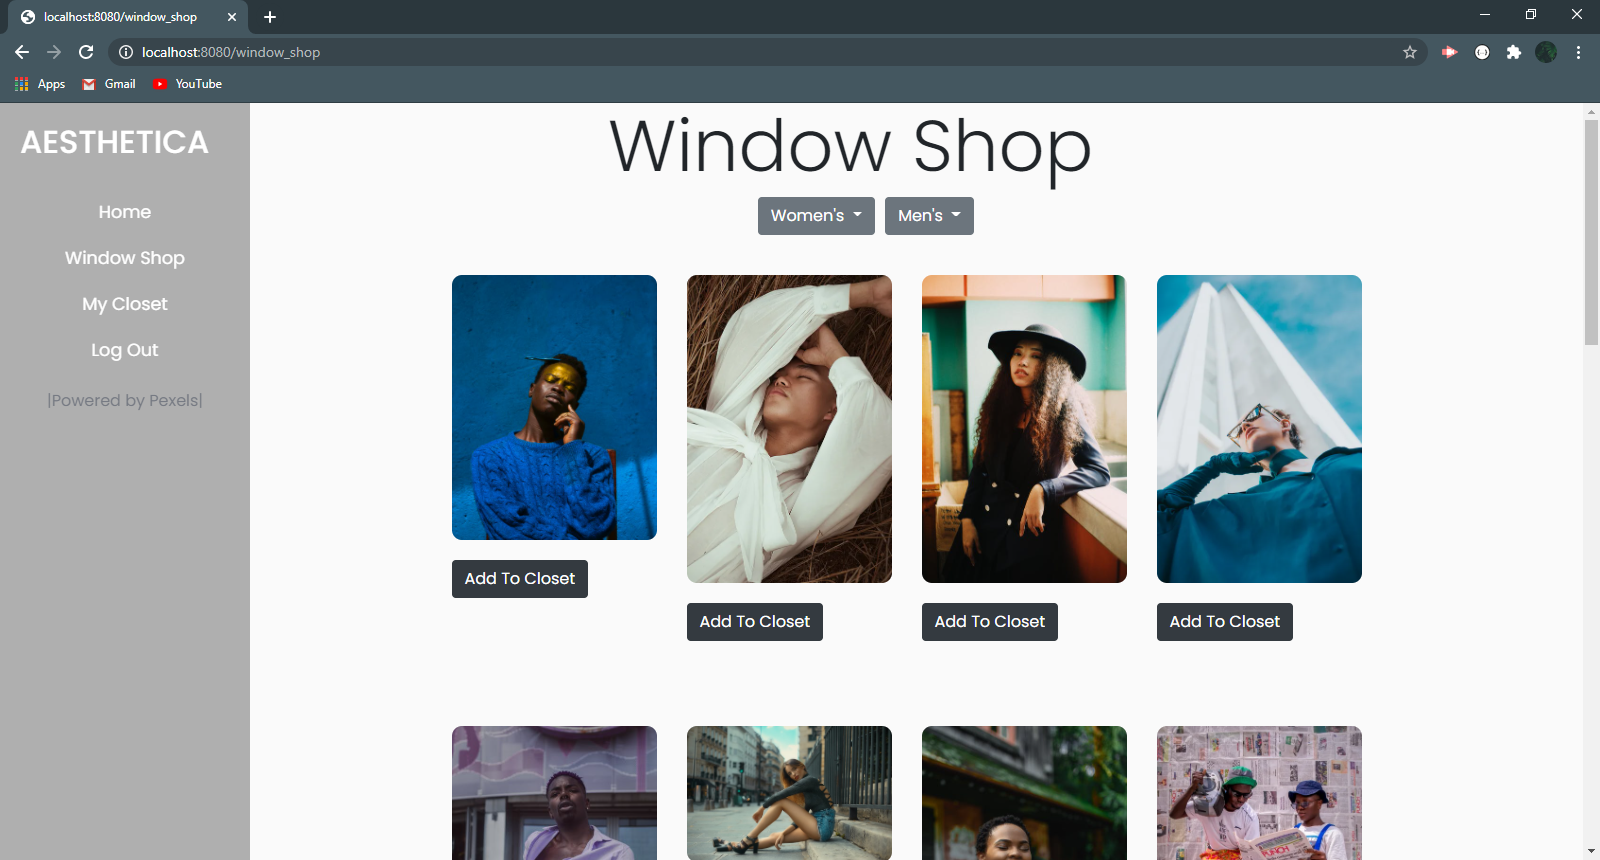 localhost:8080/window_shop
localhost:8080/window_shop
Apps
Gmail
YouTube
AESTHETICA
Home
Window Shop
My Closet
Log Out
|Powered by Pexels|
Window Shop
Women's
Men's
Add To Closet
Add To Closet
Add To Closet
Add To Closet
PUNCH